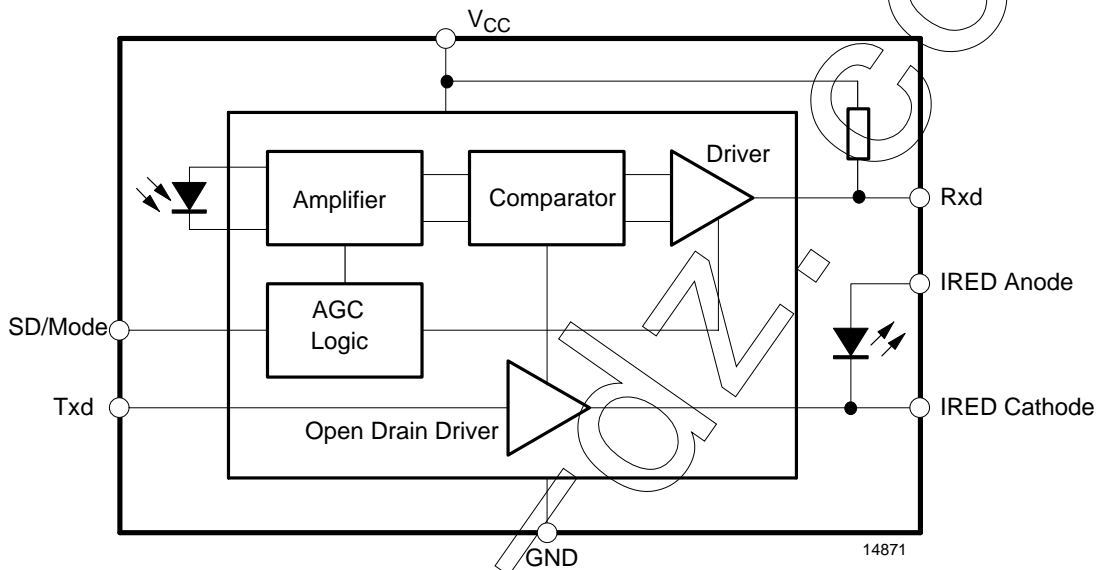 VCC
Driver
Amplifier
Comparator
Rxd
IRED Anode
SD/Mode
AGC
Logic
Txd
Open Drain Driver
IRED Cathode
GND
14871